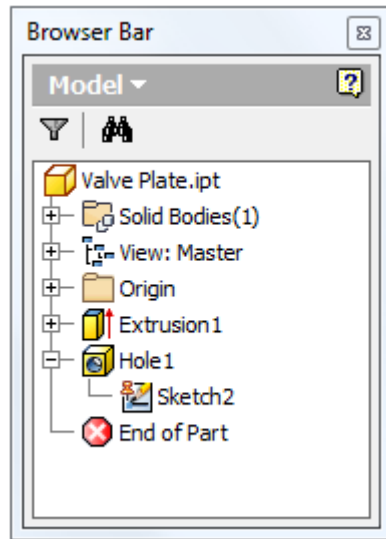 Browser Bar
Model
Valve Plate.ipt
Solid Bodies(1)
View: Master
Origin
Extrusion1
Hole1
Sketch2
End of Part